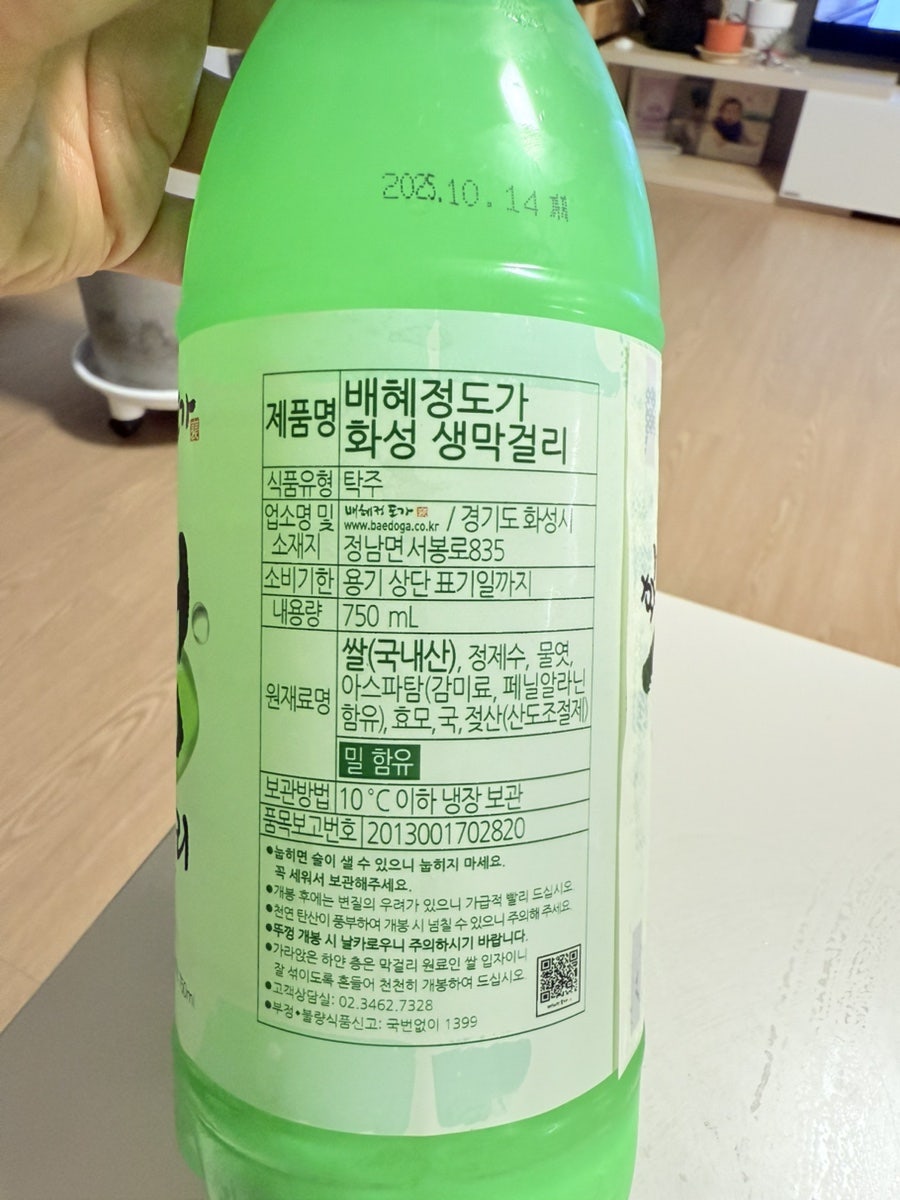 2025.10.14
제품명 배혜정도가
화성 생막걸리
식품유형 탁주
업소명 및 소재지 배혜정도가 www.baedoga.co.kr / 경기도 화성시
정남면 서봉로835
소비기한 용기 상단 표기일까지
내용량 750 mL
원재료명 쌀(국내산), 정제수, 물엿,
아스파탐(감미료, 페닐알라닌
함유), 효모, 국, 젖산(산도조절제)
밀 함유
보관방법 10 °C 이하 냉장 보관
품목보고번호 2013001702820
•눕히면 술이 샐 수 있으니 눕히지 마세요.
꼭 세워서 보관해주세요.
•개봉 후에는 변질의 우려가 있으니 가급적 빨리 드십시오.
•천연 탄산이 풍부하여 개봉 시 넘칠 수 있으니 주의해 주세요.
•뚜껑 개봉 시 날카로우니 주의하시기 바랍니다.
•가라앉은 하얀 층은 막걸리 원료인 쌀 입자이니
잘 섞이도록 흔들어 천천히 개봉하여 드십시오
•고객상담실: 02.3462.7328
•부정•불량식품신고: 국번없이 1399